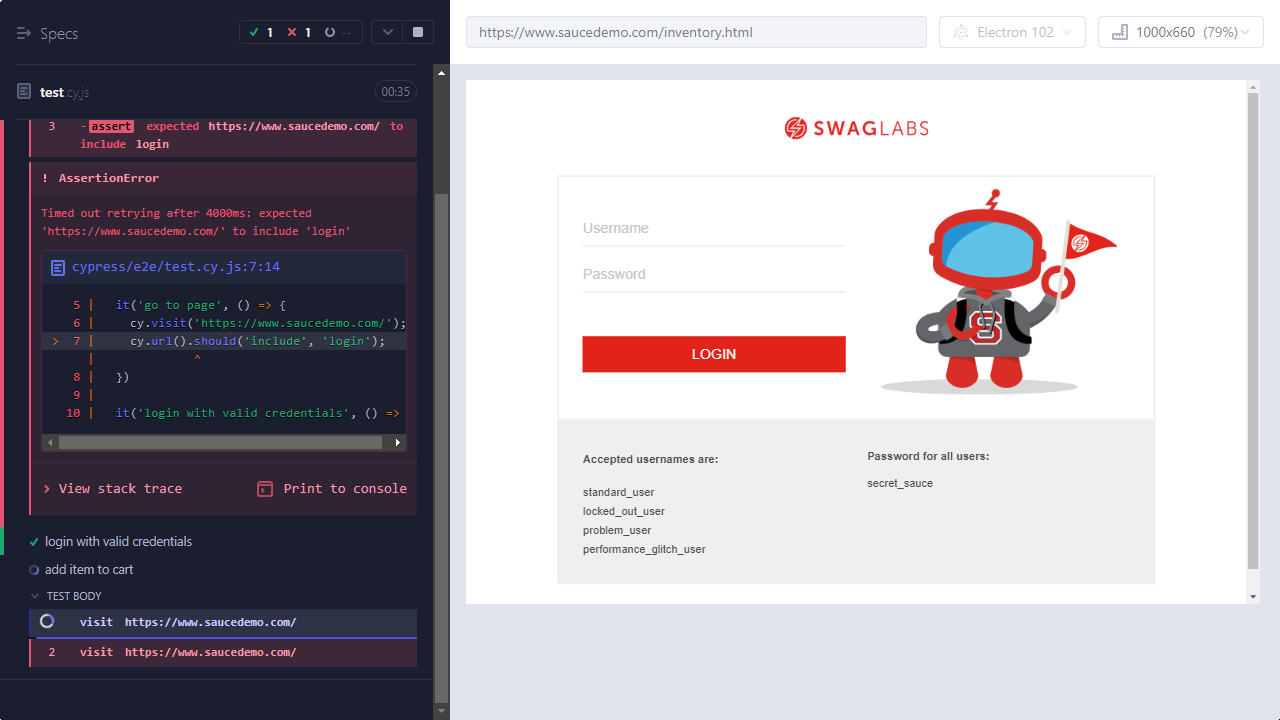 Specs
1 1 --
test cy.js 00:35
3 -assert expected https://www.saucedemo.com/ to
include login
! AssertionError
Timed out retrying after 4000ms: expected
'https://www.saucedemo.com/' to include 'login'
cypress/e2e/test.cy.js:7:14
5 | it('go to page', () => {
6 | cy.visit('https://www.saucedemo.com/');
> 7 | cy.url().should('include', 'login');
| ^
8 | })
9 |
10 | it('login with valid credentials', () =>
> View stack trace
Print to console
login with valid credentials
add item to cart
TEST BODY
visit https://www.saucedemo.com/
2 visit https://www.saucedemo.com/
https://www.saucedemo.com/inventory.html
Electron 102
1000x660 (79%)
SWAGLABS
Username
Password
LOGIN
S
Accepted usernames are:
standard_user
locked_out_user
problem_user
performance_glitch_user
Password for all users:
secret_sauce